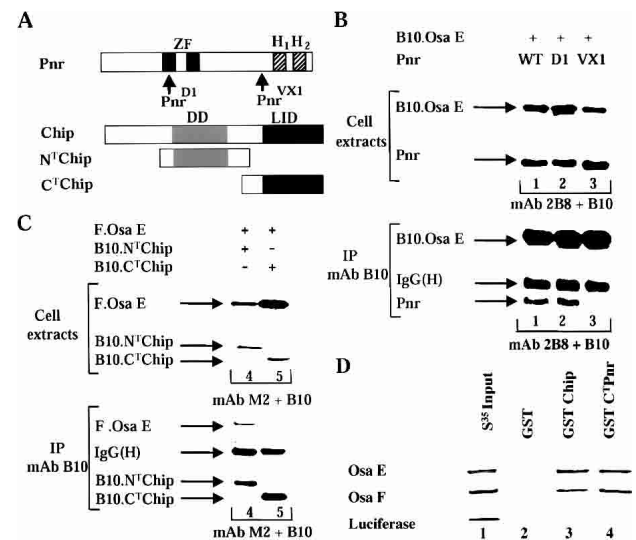 A
ZF
H1 H2
Pnr
Pnr D1
Pnr VX1
DD
LID
Chip
NTChip
CTChip
B
B10.Osa E + + +
Pnr WT D1 VX1
B10.Osa E
Cell
extracts
Pnr
1 2 3
mAb 2B8 + B10
B10.Osa E
IP
mAb B10
IgG(H)
Pnr
1 2 3
mAb 2B8 + B10
C
F.Osa E + +
B10.NTChip + -
B10.CTChip - +
F.Osa E
Cell
extracts
B10.NTChip
B10.CTChip
4 5
mAb M2 + B10
F .Osa E
IP
mAb B10
IgG(H)
B10.NTChip
B10.CTChip
4 5
mAb M2 + B10
D
S35 Input
GST
GST Chip
GST CTPnr
Osa E
Osa F
Luciferase
1 2 3 4